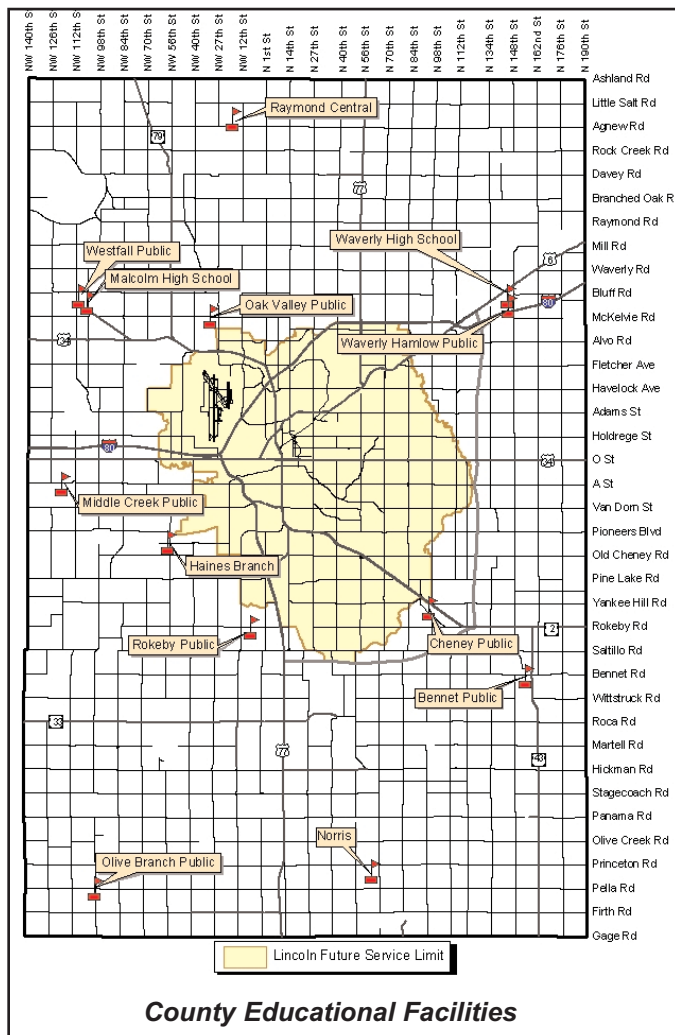 NW 140th St
NW 126th St
NW 112th St
NW 98th St
NW 84th St
NW 70th St
NW 56th St
NW 40th St
NW 27th St
NW 12th St
N 1st St
N 14th St
N 27th St
N 40th St
N 56th St
N 70th St
N 84th St
N 98th St
N 112th St
N 134th St
N 148th St
N 162nd St
N 176th St
N 190th St
Ashland Rd
Little Salt Rd
Raymond Central
Agnew Rd
79
Rock Creek Rd
Davey Rd
77
Branched Oak R
Raymond Rd
Waverly High School
Mill Rd
Westfall Public
6
Waverly Rd
Malcolm High School
Bluff Rd
Oak Valley Public
80
McKelvie Rd
34
Waverly Hamlow Public
Alvo Rd
Fletcher Ave
Havelock Ave
Adams St
Holdrege St
80
O St
34
A St
Middle Creek Public
Van Dorn St
Pioneers Blvd
Old Cheney Rd
Haines Branch
Pine Lake Rd
Yankee Hill Rd
Rokeby Rd
2
Rokeby Public
Cheney Public
Saltillo Rd
Bennet Rd
Bennet Public
Wittstruck Rd
33
Roca Rd
77
Martell Rd
43
Hickman Rd
Stagecoach Rd
Panama Rd
Norris
Olive Creek Rd
Olive Branch Public
Princeton Rd
Pella Rd
Firth Rd
Gage Rd
Lincoln Future Service Limit
County Educational Facilities